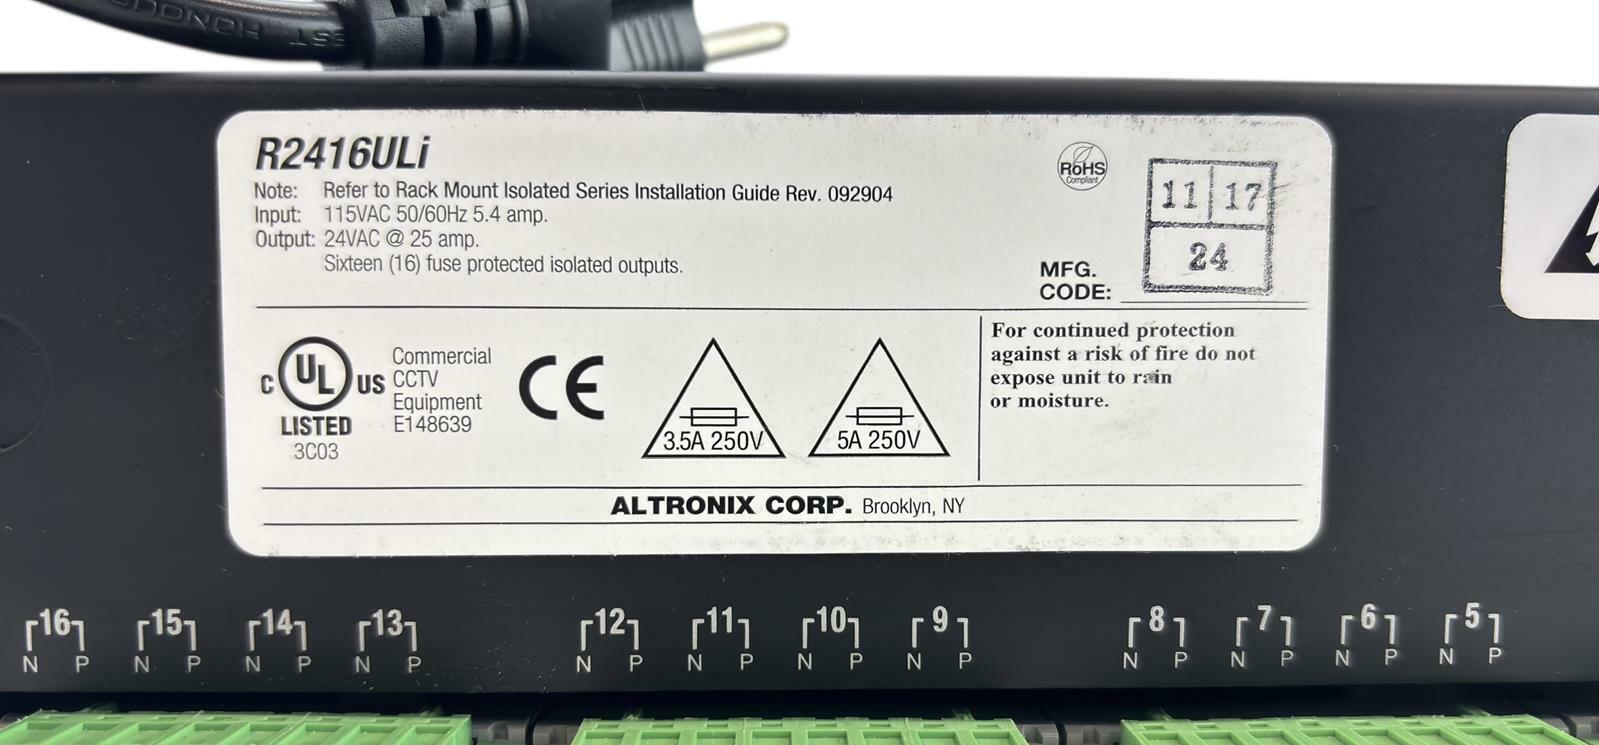 R2416ULi
Note: Refer to Rack Mount Isolated Series Installation Guide Rev. 092904
Input: 115VAC 50/60Hz 5.4 amp.
Output: 24VAC @ 25 amp.
Sixteen (16) fuse protected isolated outputs.
RoHS
Compliant
11 17
24
MFG.
CODE:
C UL US
LISTED
3C03
Commercial
CCTV
Equipment
E148639
CE
3.5A 250V
5A 250V
For continued protection
against a risk of fire do not
expose unit to rain
or moisture.
ALTRONIX CORP. Brooklyn, NY
16 15 14 13 12 11 10 9 8 7 6 5
N P N P N P N P N P N P N P N P N P N P N P N P